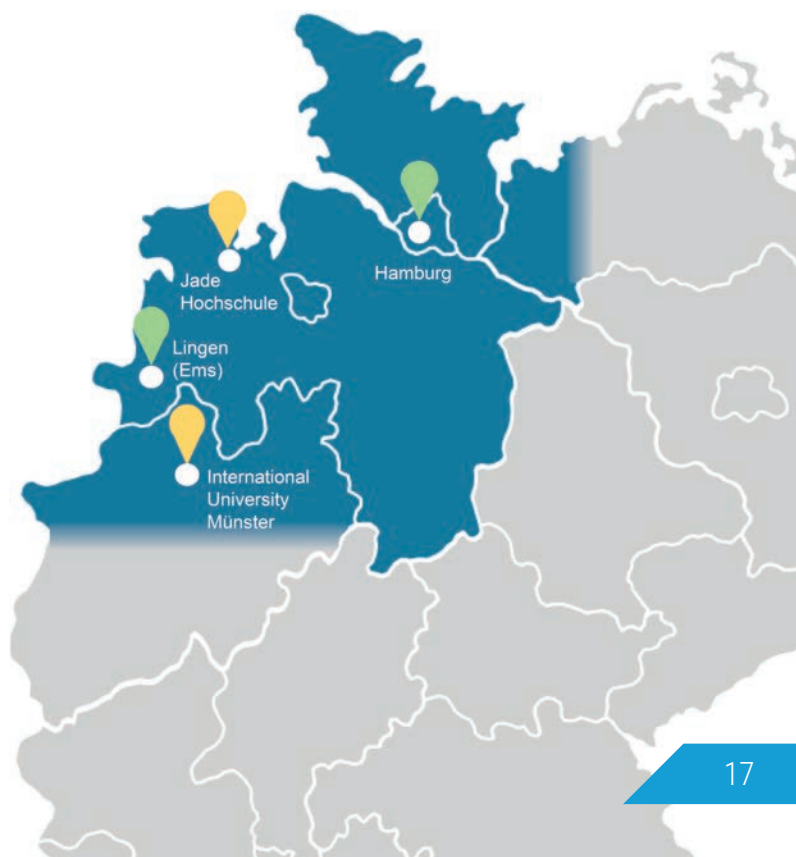 Jade
Hochschule
Hamburg
Lingen
(Ems)
International
University
Münster
17